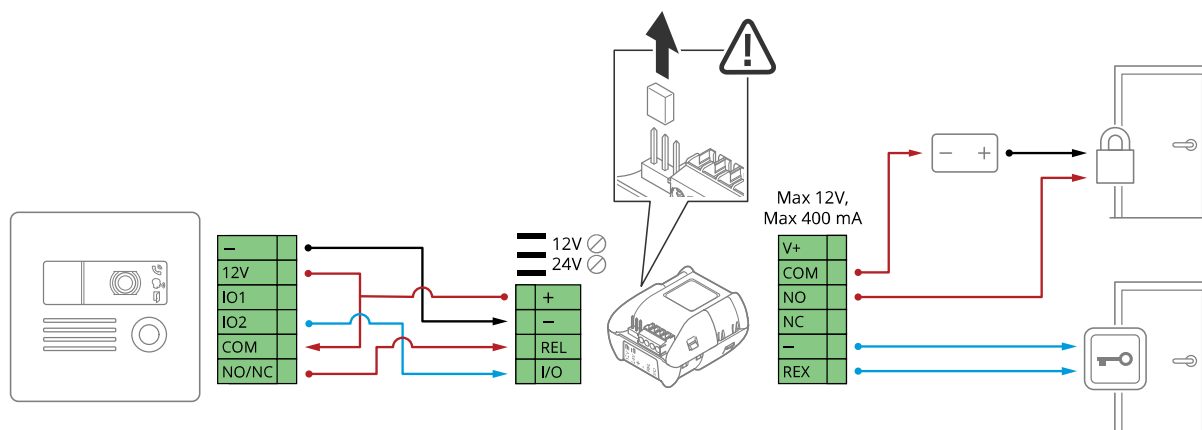 –
12V
IO1
IO2
COM
NO/NC
12V
24V
+
–
REL
I/O
Max 12V,
Max 400 mA
V+
COM
NO
NC
–
REX
– +